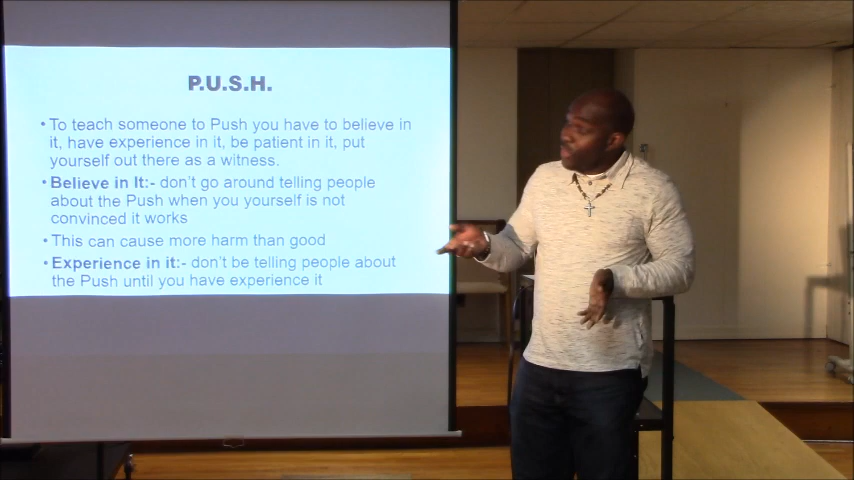 P.U.S.H.
• To teach someone to Push you have to believe in
it, have experience in it, be patient in it, put
yourself out there as a witness.
• Believe in It:- don't go around telling people
about the Push when you yourself is not
convinced it works
• This can cause more harm than good
• Experience in it:- don't be telling people about
the Push until you have experience it